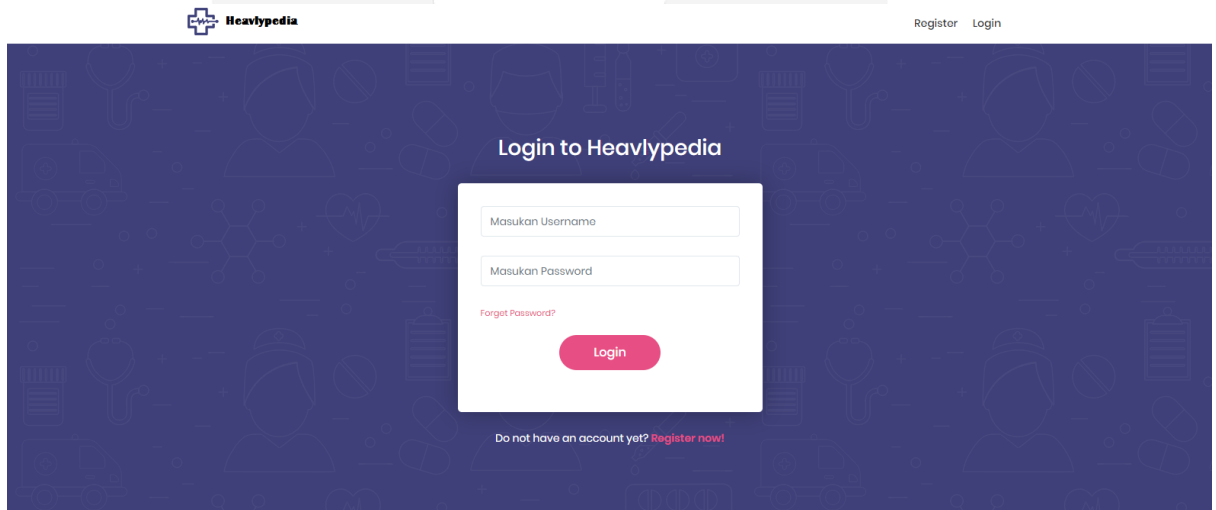 Heavlypedia
Register Login
Login to Heavlypedia
Masukan Username
Masukan Password
Forget Password?
Login
Do not have an account yet? Register now!